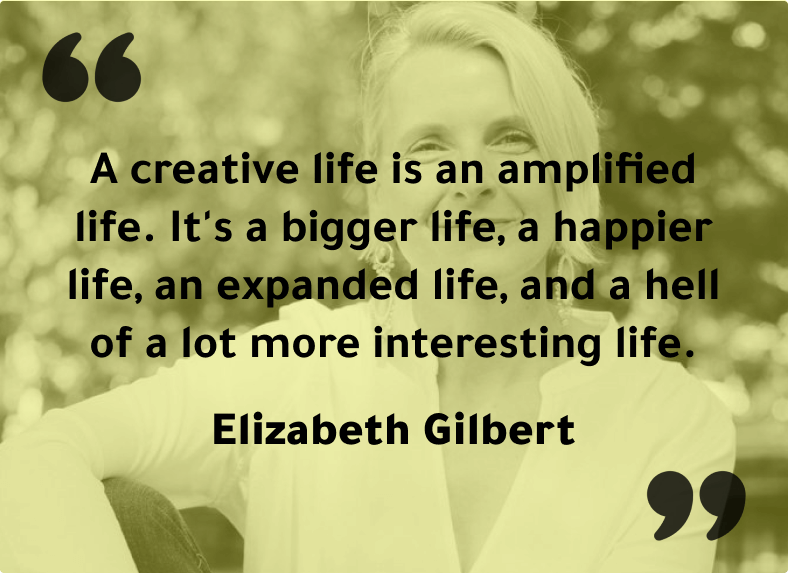 “
A creative life is an amplified
life. It's a bigger life, a happier
life, an expanded life, and a hell
of a lot more interesting life.
Elizabeth Gilbert
”